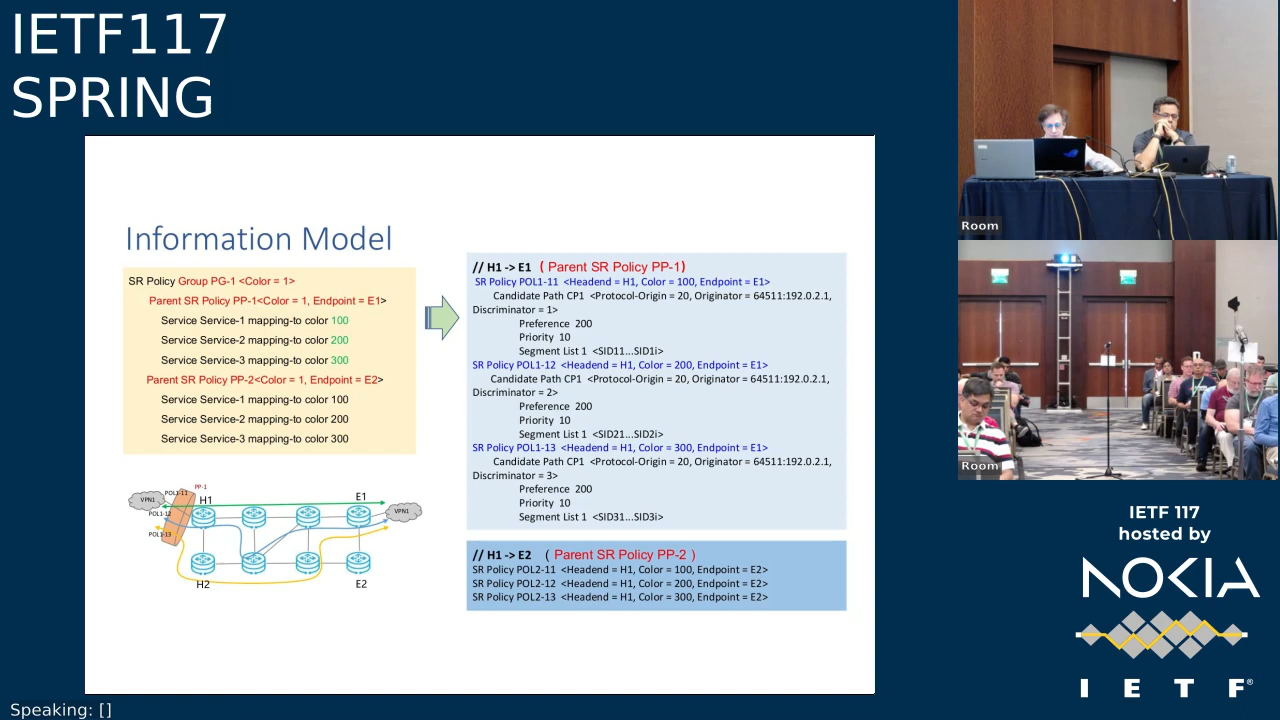 IETF117
SPRING
Information Model
SR Policy Group PG-1 <Color = 1>
Parent SR Policy PP-1<Color = 1, Endpoint = E1>
Service Service-1 mapping-to color 100
Service Service-2 mapping-to color 200
Service Service-3 mapping-to color 300
Parent SR Policy PP-2<Color = 1, Endpoint = E2>
Service Service-1 mapping-to color 100
Service Service-2 mapping-to color 200
Service Service-3 mapping-to color 300
PP-1
POL1-11
H1
E1
VPN1
VPN1
POL1-12
POL1-13
H2
E2
// H1 -> E1 ( Parent SR Policy PP-1)
SR Policy POL1-11 <Headend = H1, Color = 100, Endpoint = E1>
Candidate Path CP1 <Protocol-Origin = 20, Originator = 64511:192.0.2.1,
Discriminator = 1>
Preference 200
Priority 10
Segment List 1 <SID11...SID1i>
SR Policy POL1-12 <Headend = H1, Color = 200, Endpoint = E1>
Candidate Path CP1 <Protocol-Origin = 20, Originator = 64511:192.0.2.1,
Discriminator = 2>
Preference 200
Priority 10
Segment List 1 <SID21...SID2i>
SR Policy POL1-13 <Headend = H1, Color = 300, Endpoint = E1>
Candidate Path CP1 <Protocol-Origin = 20, Originator = 64511:192.0.2.1,
Discriminator = 3>
Preference 200
Priority 10
Segment List 1 <SID31...SID3i>
// H1 -> E2 ( Parent SR Policy PP-2 )
SR Policy POL2-11 <Headend = H1, Color = 100, Endpoint = E2>
SR Policy POL2-12 <Headend = H1, Color = 200, Endpoint = E2>
SR Policy POL2-13 <Headend = H1, Color = 300, Endpoint = E2>
Room
Room
IETF 117
hosted by
NOKIA
I E T F®
Speaking: []